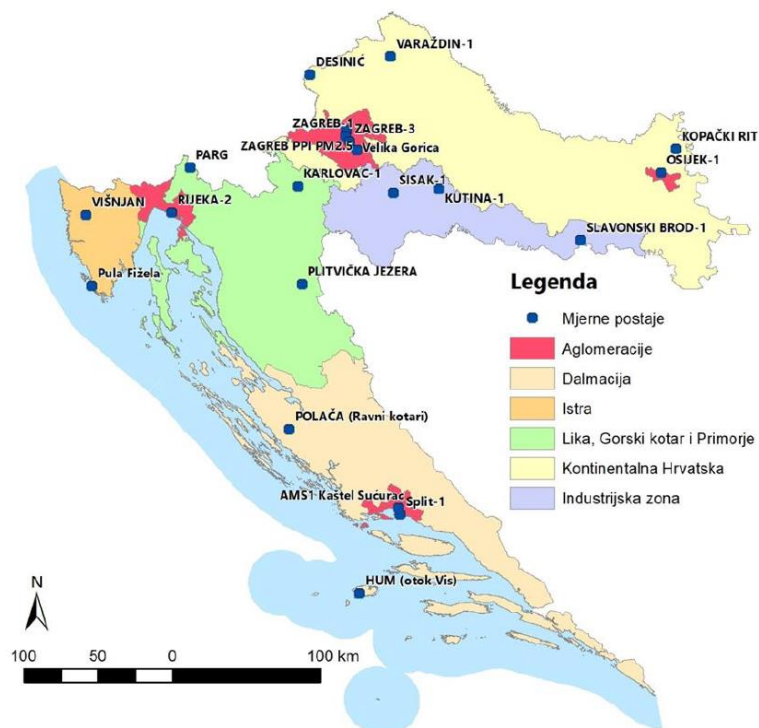 VARAŽDIN-1
DESINIĆ
ZAGREB-1
ZAGREB-3
KOPAČKI RIT
ZAGREB PPI PM2.5
Velika Gorica
OSIJEK-1
PARG
KARLOVAC-1
SISAK-1
KUTINA-1
VIŠNJAN
RIJEKA-2
SLAVONSKI BROD-1
Pula Fižela
PLITVIČKA JEZERA
Legenda
Mjerne postaje
Aglomeracije
Dalmacija
Istra
Lika, Gorski kotar i Primorje
Kontinentalna Hrvatska
Industrijska zona
POLAČA (Ravni kotari)
AMS1 Kaštel Sućurac
Split-1
HUM (otok Vis)
N
100 50 0 100 km